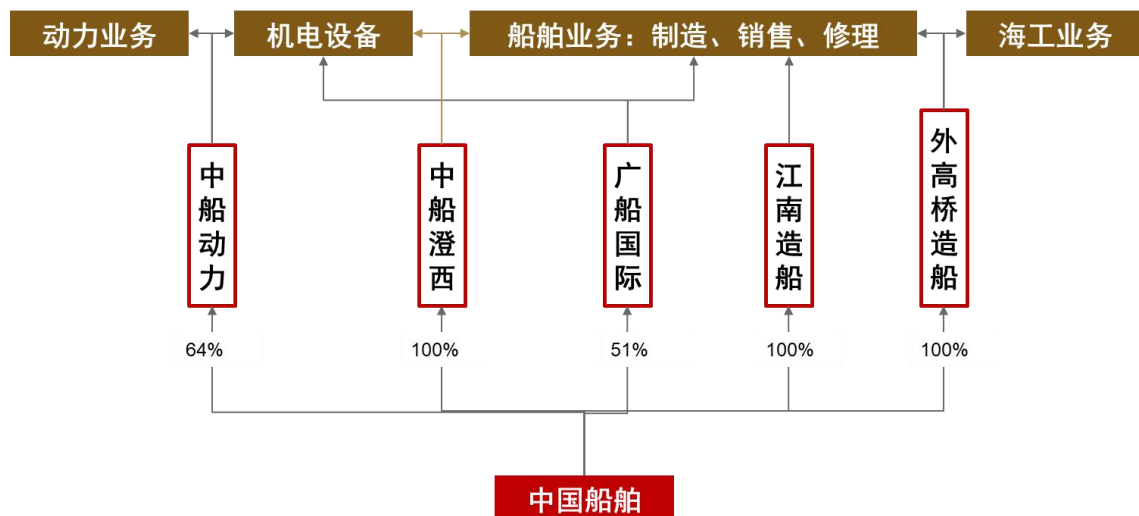 动力业务
机电设备
船舶业务：制造、销售、修理
海工业务
中船动力
中船澄西
广船国际
江南造船
外高桥造船
64%
100%
51%
100%
100%
中国船舶